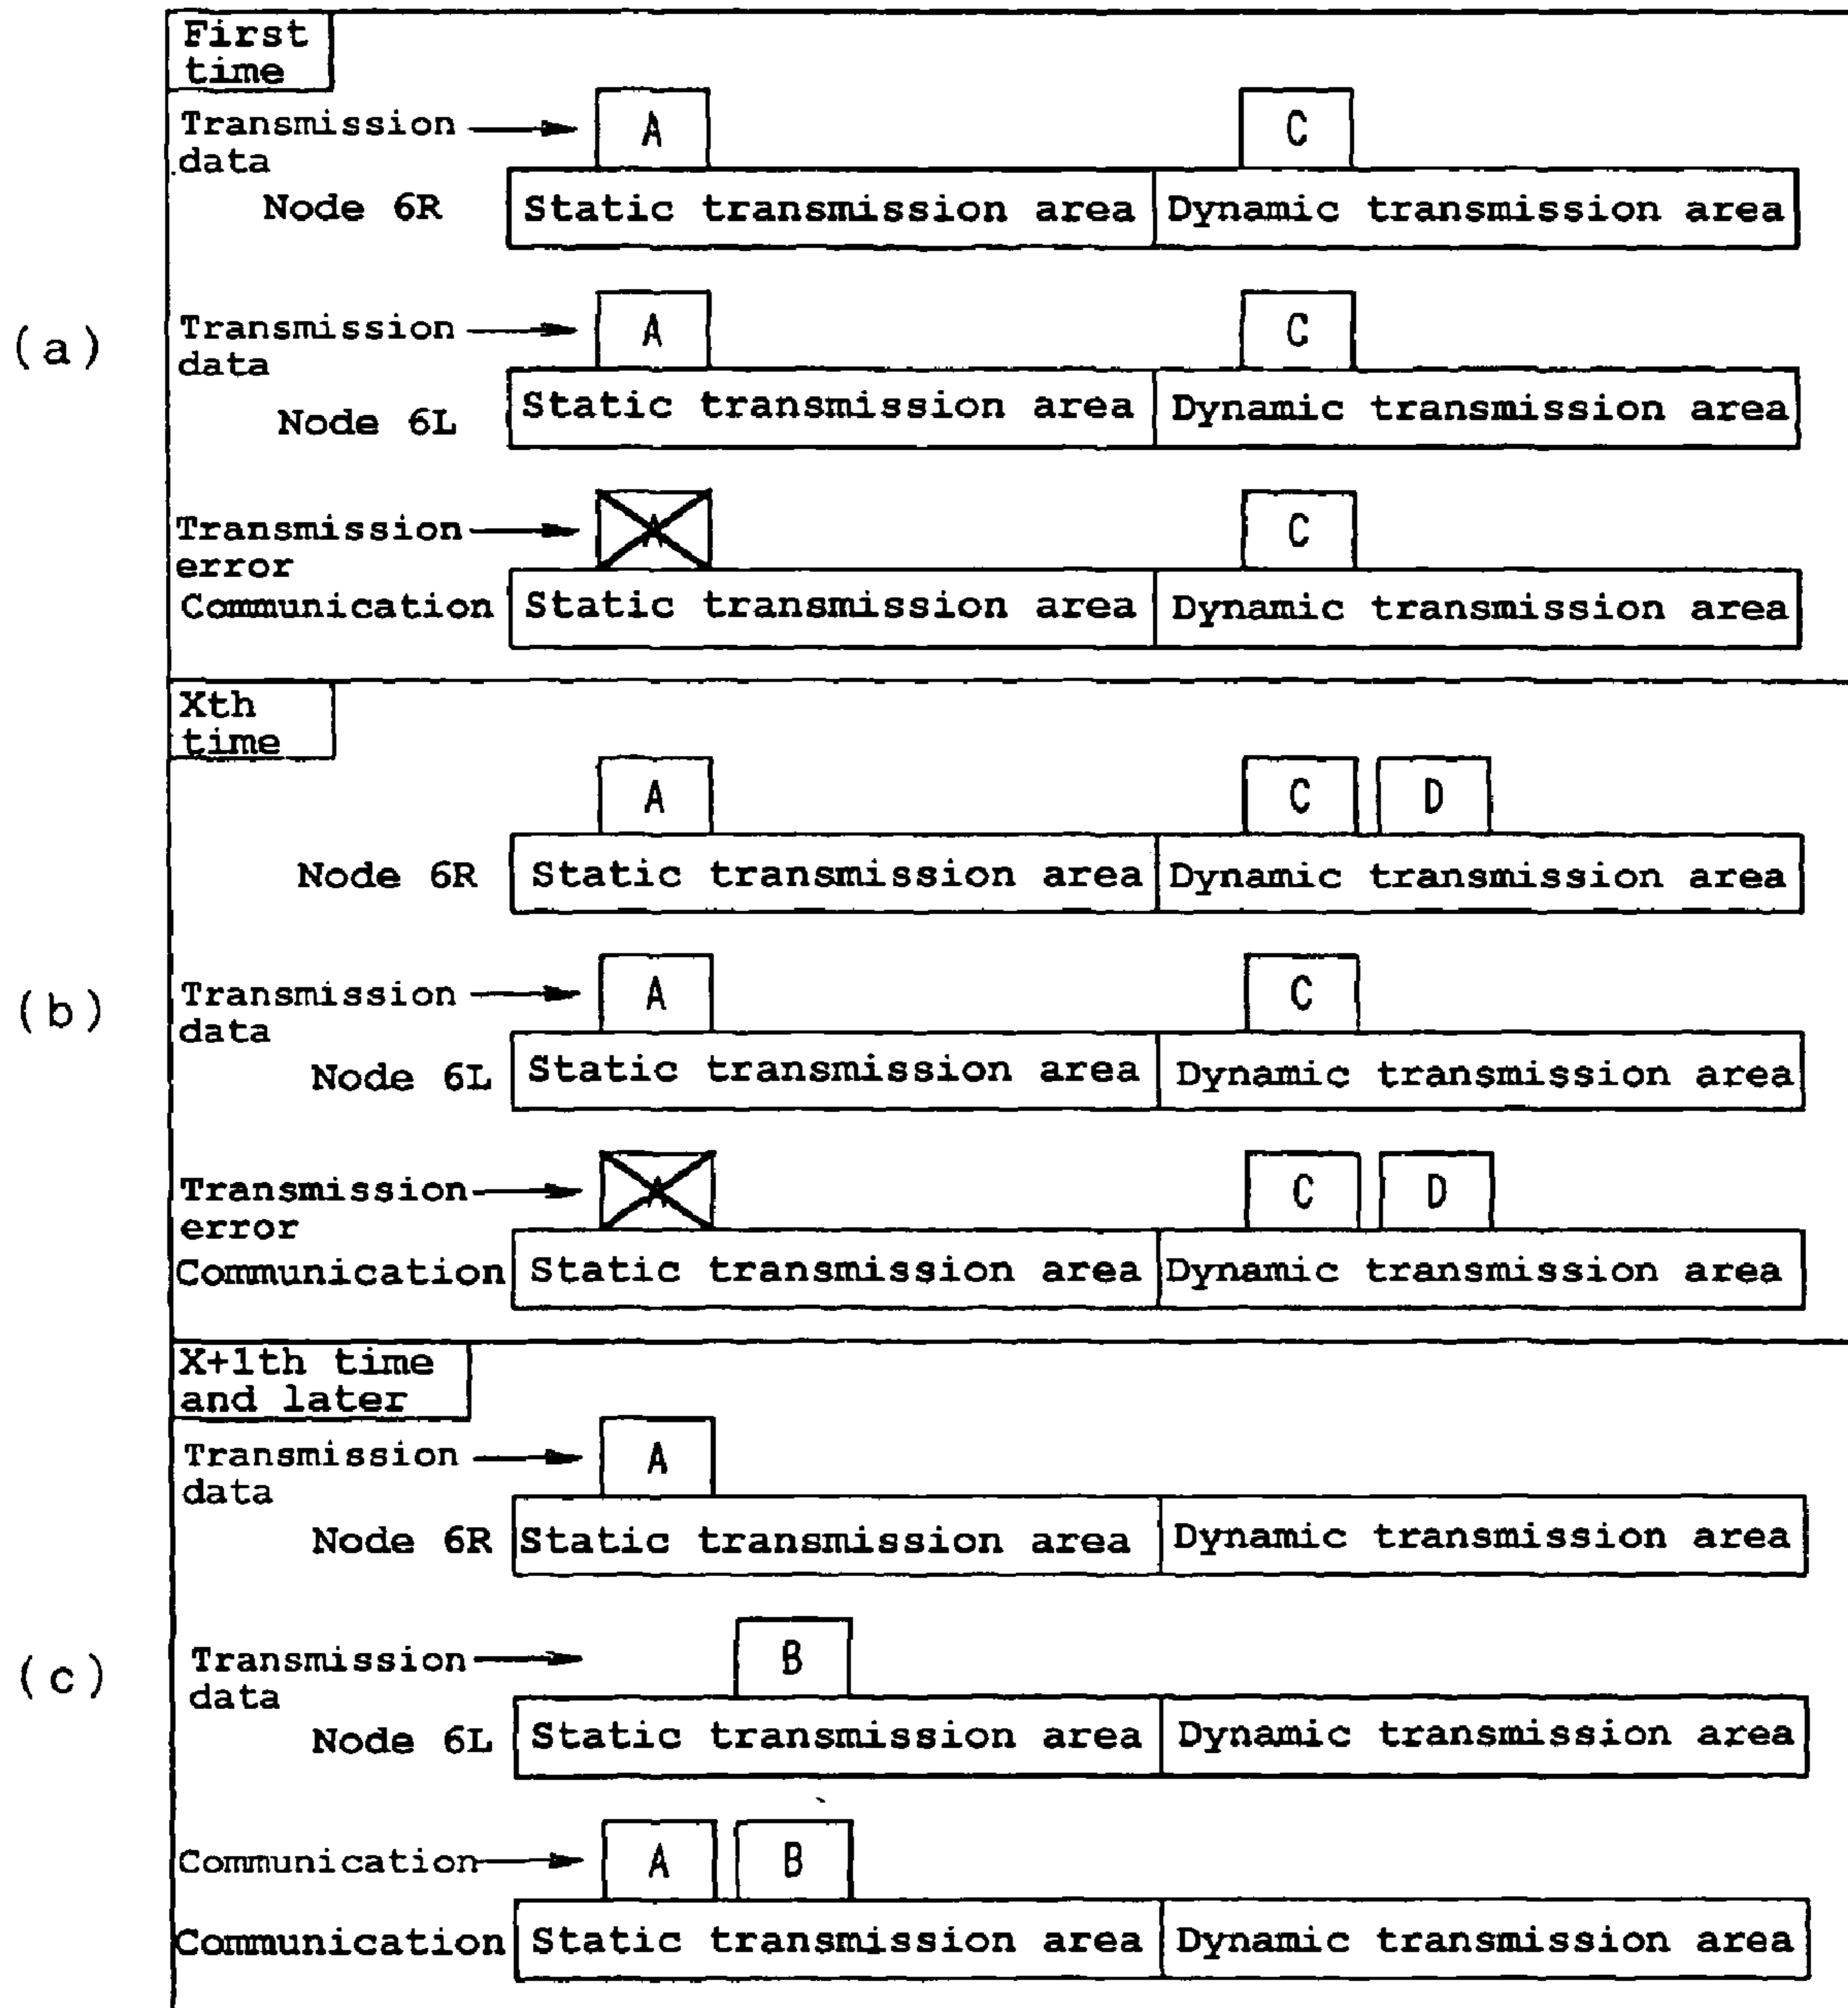 First
time
Transmission
data
A
C
Node 6R
Static transmission area
Dynamic transmission area
(a)
Transmission
data
A
C
Node 6L
Static transmission area
Dynamic transmission area
Transmission
error
A
C
Communication
Static transmission area
Dynamic transmission area
Xth
time
A
C
D
Node 6R
Static transmission area
Dynamic transmission area
(b)
Transmission
data
A
C
Node 6L
Static transmission area
Dynamic transmission area
Transmission
error
A
C
D
Communication
Static transmission area
Dynamic transmission area
X+1th time
and later
Transmission
data
A
Node 6R
Static transmission area
Dynamic transmission area
(c)
Transmission
data
B
Node 6L
Static transmission area
Dynamic transmission area
Communication
A
B
Communication
Static transmission area
Dynamic transmission area